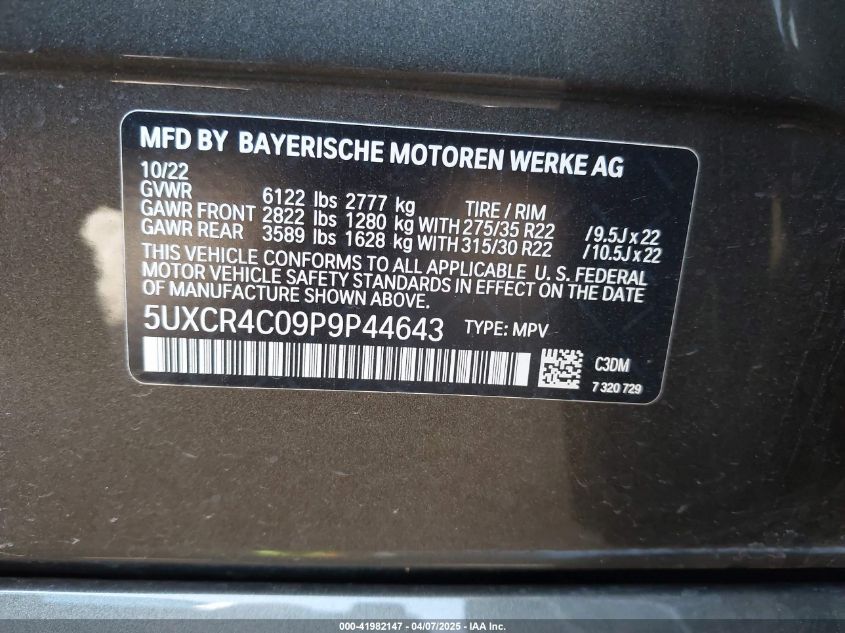 MFD BY BAYERISCHE MOTOREN WERKE AG
10/22
GVWR 6122 lbs 2777 kg TIRE / RIM
GAWR FRONT 2822 lbs 1280 kg WITH 275/35 R22 /9.5J x 22
GAWR REAR 3589 lbs 1628 kg WITH 315/30 R22 /10.5J x 22
THIS VEHICLE CONFORMS TO ALL APPLICABLE U. S. FEDERAL
MOTOR VEHICLE SAFETY STANDARDS IN EFFECT ON THE DATE
OF MANUFACTURE SHOWN ABOVE.
5UXCR4C09P9P44643 TYPE: MPV
C3DM
7 320 729
000-41982147 - 04/07/2025 - IAA Inc.